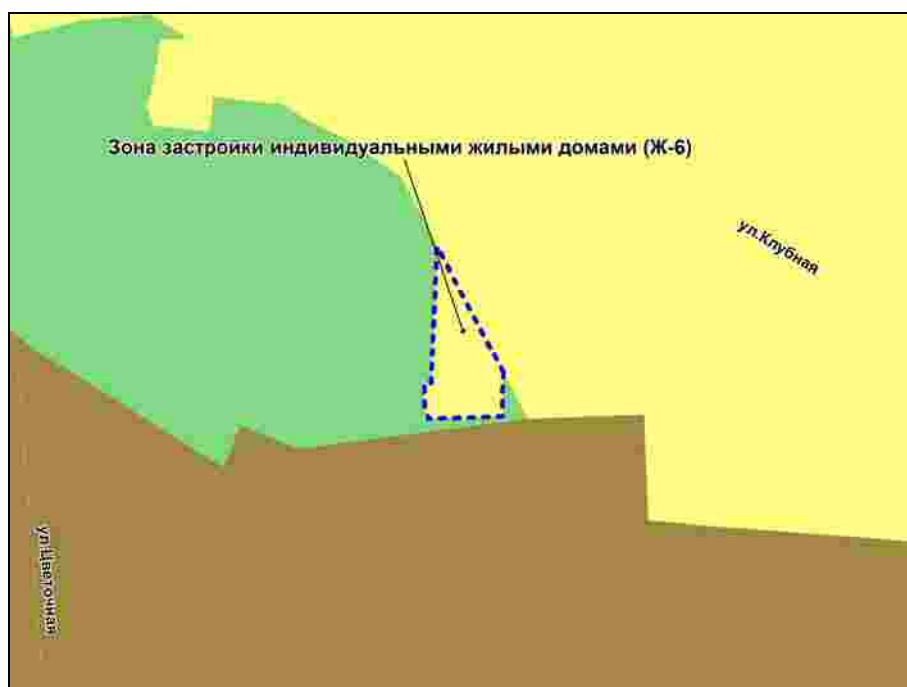 Зона застройки индивидуальными жилыми домами (Ж-6)
ул.Клубная
ул.Цветочная